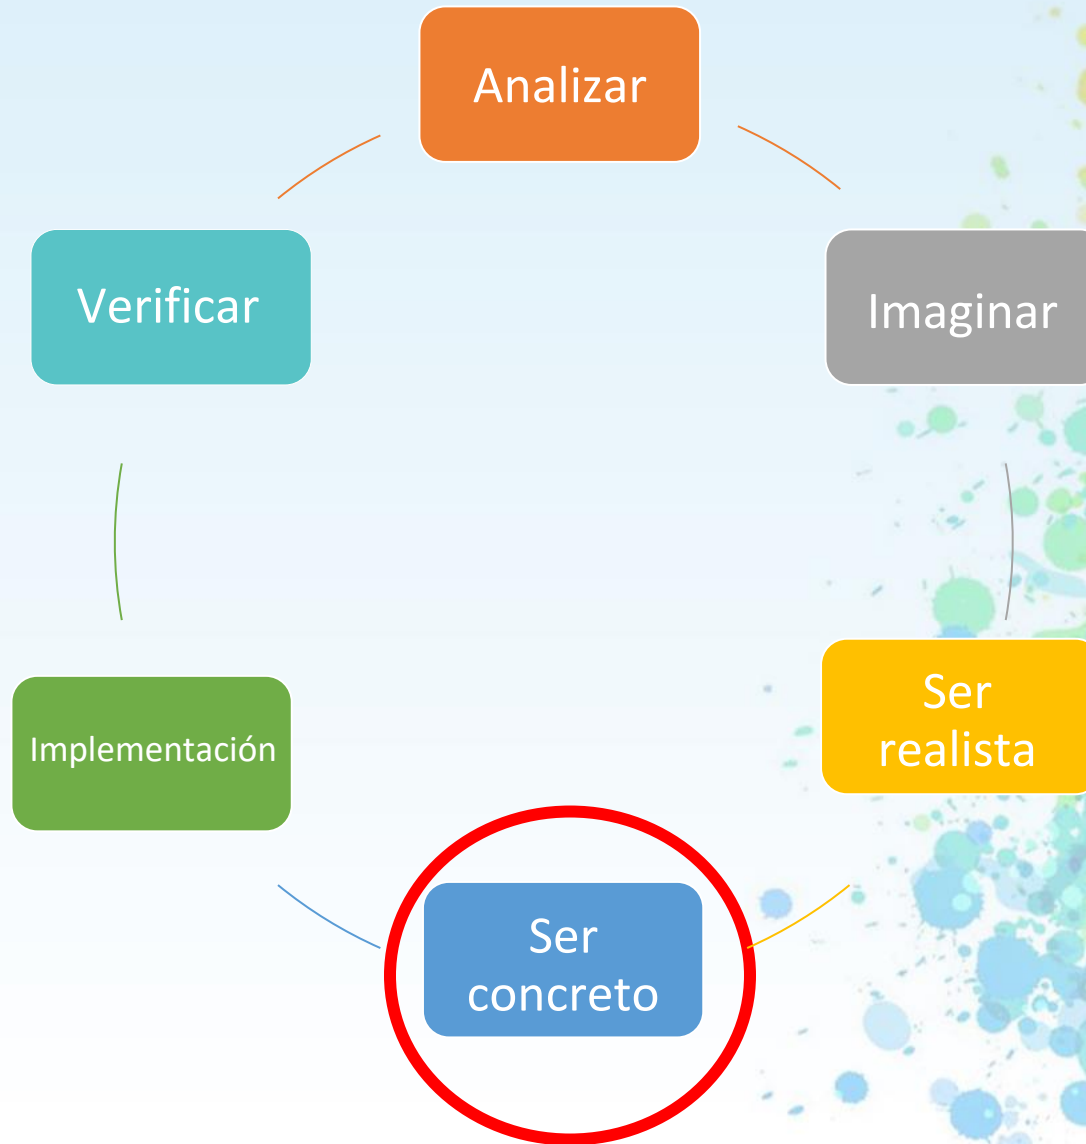 Analizar
Verificar
Imaginar
Ser
realista
Implementación
Ser
concreto